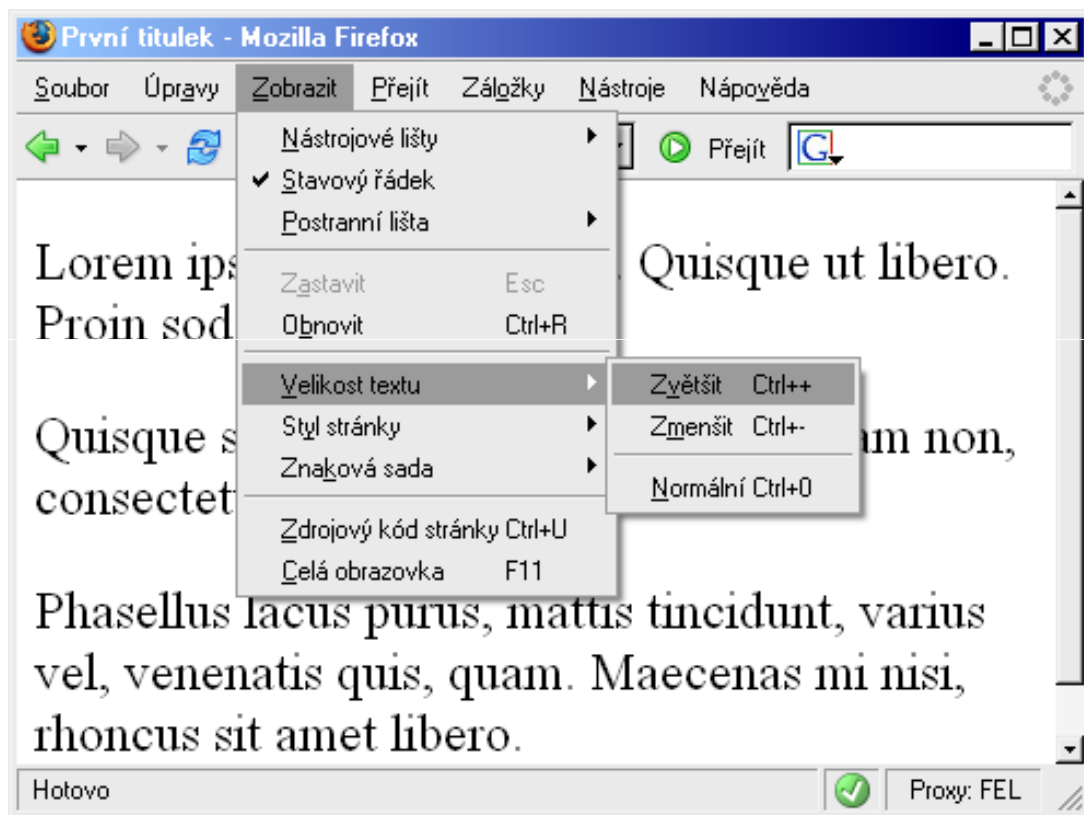 První titulek - Mozilla Firefox
Soubor Úpravy Zobrazit Přejít Záložky Nástroje Nápověda
Přejít G
Nástrojové lišty
Stavový řádek
Postranní lišta
Zastavit Esc
Obnovit Ctrl+R
Velikost textu
Styl stránky
Znaková sada
Zdrojový kód stránky Ctrl+U
Celá obrazovka F11
Zvětšit Ctrl++
Zmenšit Ctrl+-
Normální Ctrl+0
Lorem ips . Quisque ut libero.
Proin sod
Quisque s am non,
consectet
Phasellus lacus purus, mattis tincidunt, varius
vel, venenatis quis, quam. Maecenas mi nisi,
rhoncus sit amet libero.
Hotovo Proxy: FEL